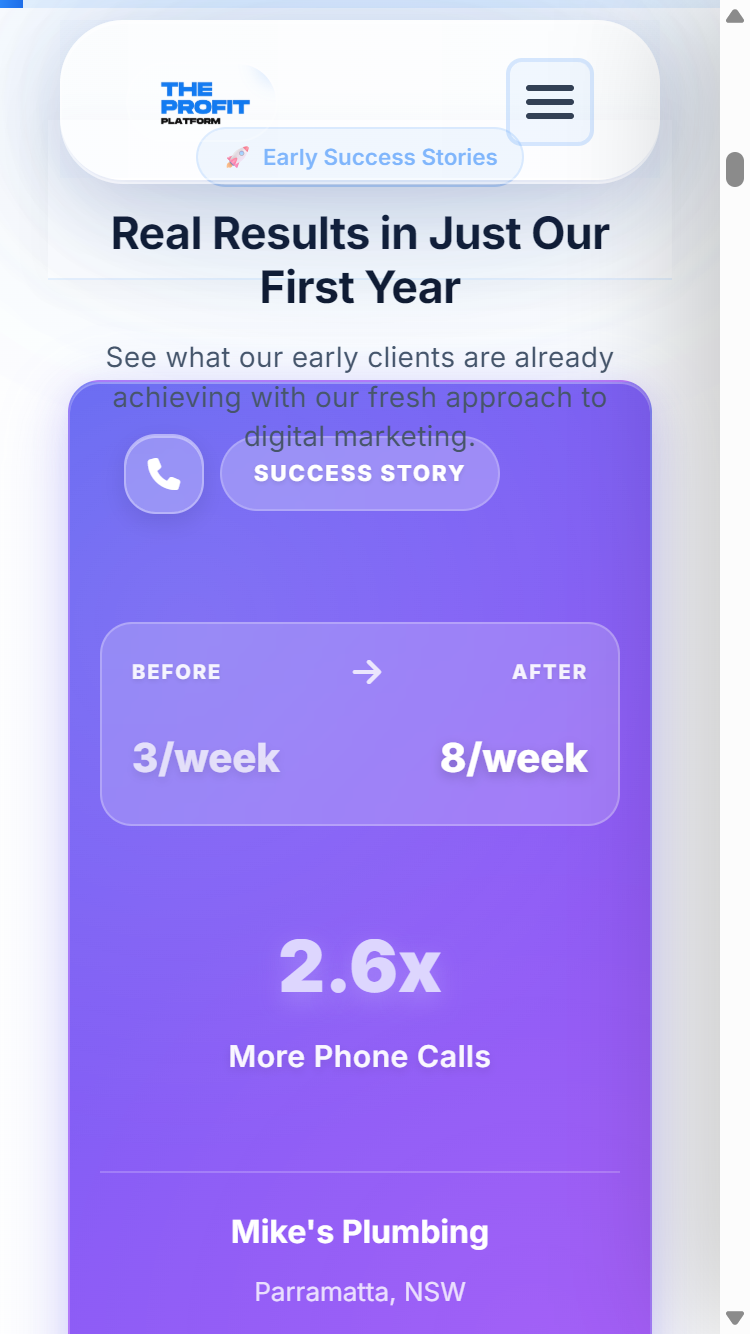 THE
PROFIT
PLATFORM
🚀 Early Success Stories
Real Results in Just Our
First Year
See what our early clients are already
achieving with our fresh approach to
digital marketing.
SUCCESS STORY
BEFORE → AFTER
3/week 8/week
2.6x
More Phone Calls
Mike's Plumbing
Parramatta, NSW